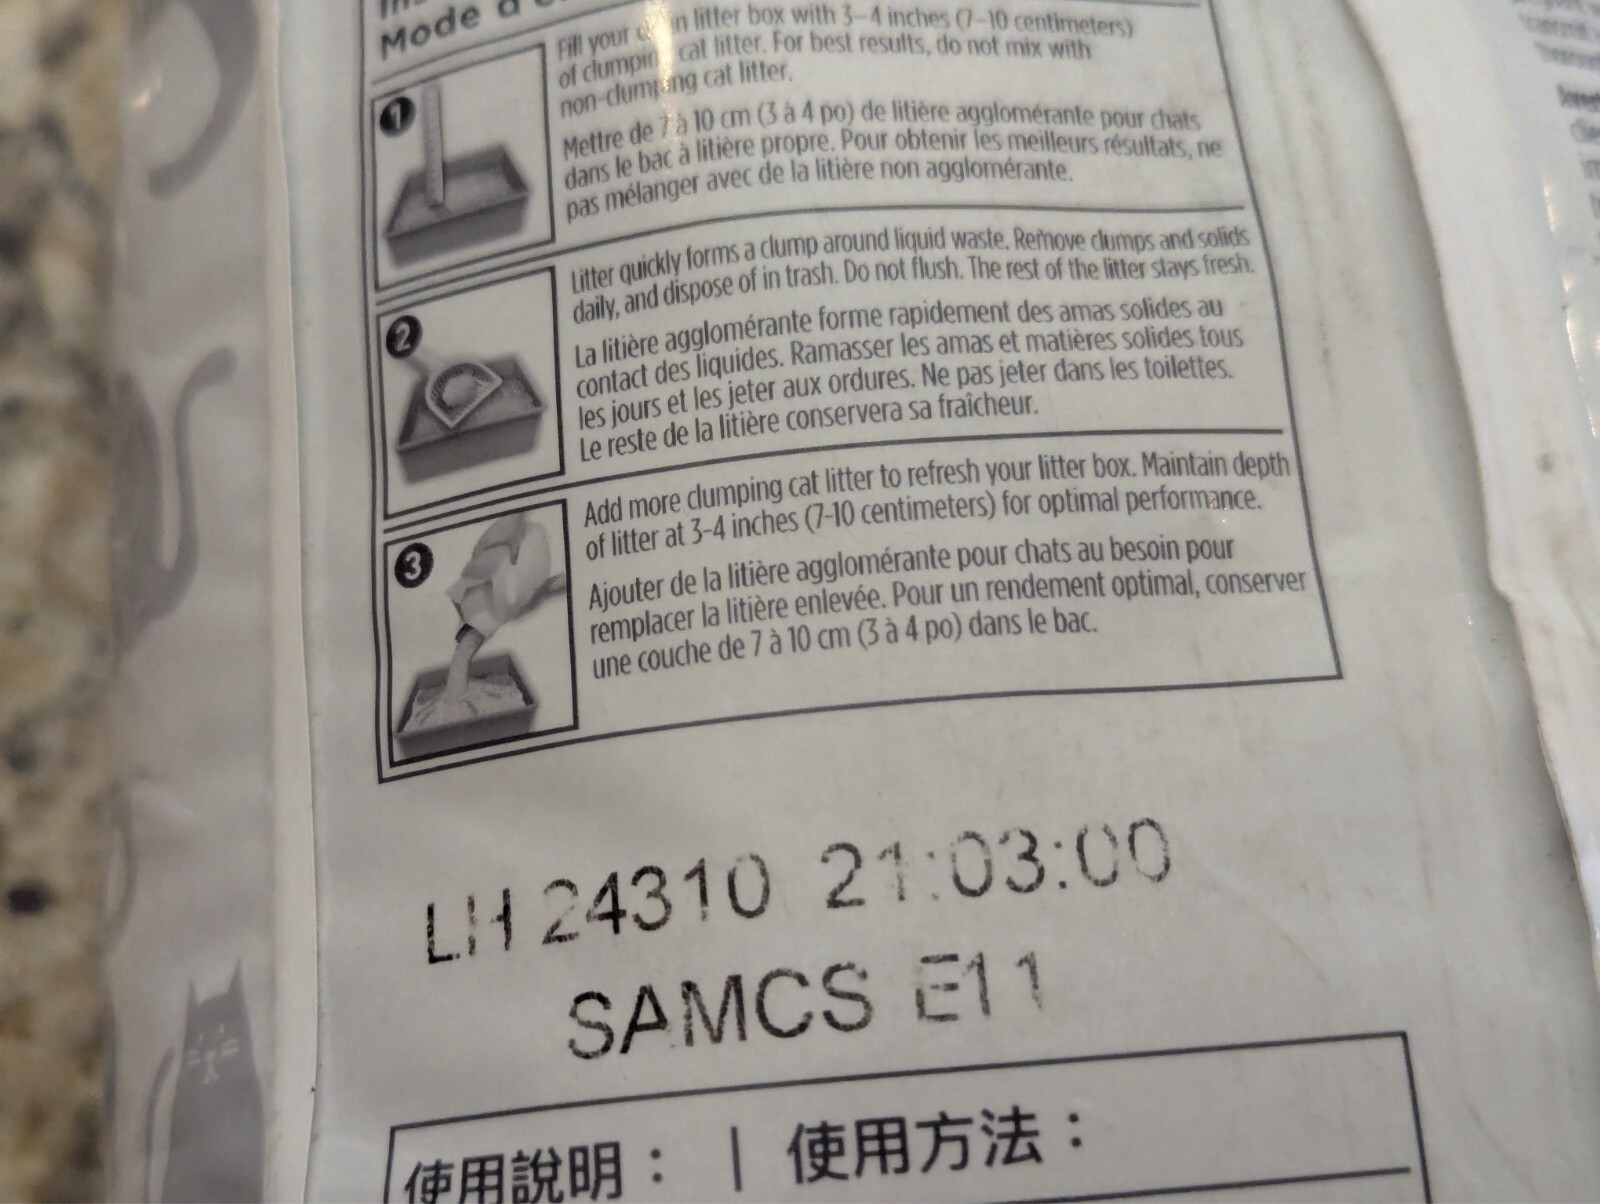 Mode d'
Fill your clean litter box with 3–4 inches (7–10 centimeters)
of clumping cat litter. For best results, do not mix with
non-clumping cat litter.
1
Mettre de 7 à 10 cm (3 à 4 po) de litière agglomérante pour chats
dans le bac à litière propre. Pour obtenir les meilleurs résultats, ne
pas mélanger avec de la litière non agglomérante.
Litter quickly forms a clump around liquid waste. Remove clumps and solids
daily, and dispose of in trash. Do not flush. The rest of the litter stays fresh.
2
La litière agglomérante forme rapidement des amas solides au
contact des liquides. Ramasser les amas et matières solides tous
les jours et les jeter aux ordures. Ne pas jeter dans les toilettes.
Le reste de la litière conservera sa fraîcheur.
Add more clumping cat litter to refresh your litter box. Maintain depth
of litter at 3-4 inches (7-10 centimeters) for optimal performance.
3
Ajouter de la litière agglomérante pour chats au besoin pour
remplacer la litière enlevée. Pour un rendement optimal, conserver
une couche de 7 à 10 cm (3 à 4 po) dans le bac.
LH 24310 21:03:00
SAMCS E11
使用說明： | 使用方法：